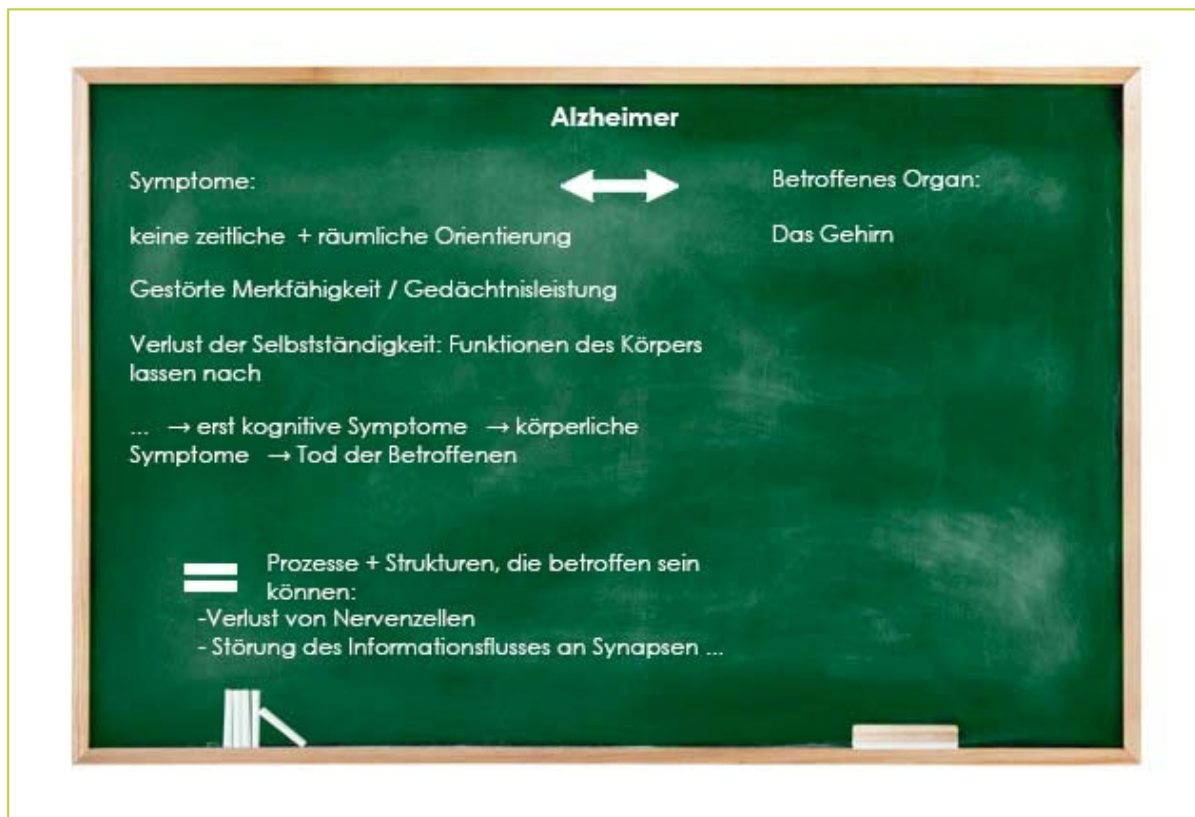 Alzheimer
Symptome:
Betroffenes Organ:
keine zeitliche + räumliche Orientierung
Das Gehirn
Gestörte Merkfähigkeit / Gedächtnisleistung
Verlust der Selbstständigkeit: Funktionen des Körpers
lassen nach
... → erst kognitive Symptome → körperliche
Symptome → Tod der Betroffenen
Prozesse + Strukturen, die betroffen sein
können:
-Verlust von Nervenzellen
- Störung des Informationsflusses an Synapsen ...